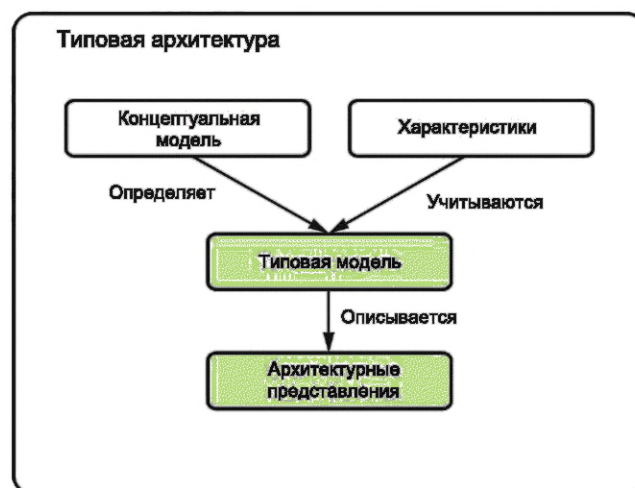 Типовая архитектура
Концептуальная
модель
Характеристики
Определяет
Учитываются
Типовая модель
Описывается
Архитектурные
представления